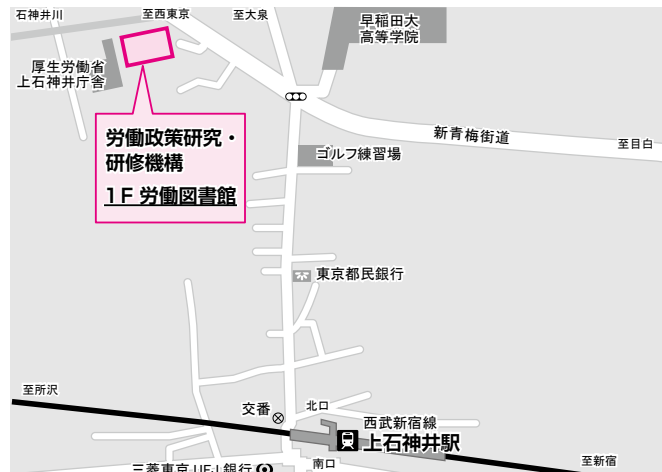 石神井川
至西東京
至大泉
早稲田大
高等学院
厚生労働省
上石神井庁舎
労働政策研究・
研修機構
1F 労働図書館
新青梅街道
至目白
ゴルフ練習場
東京都民銀行
至所沢
交番
北口
西武新宿線
上石神井駅
至新宿
南口
三菱東京UFJ銀行